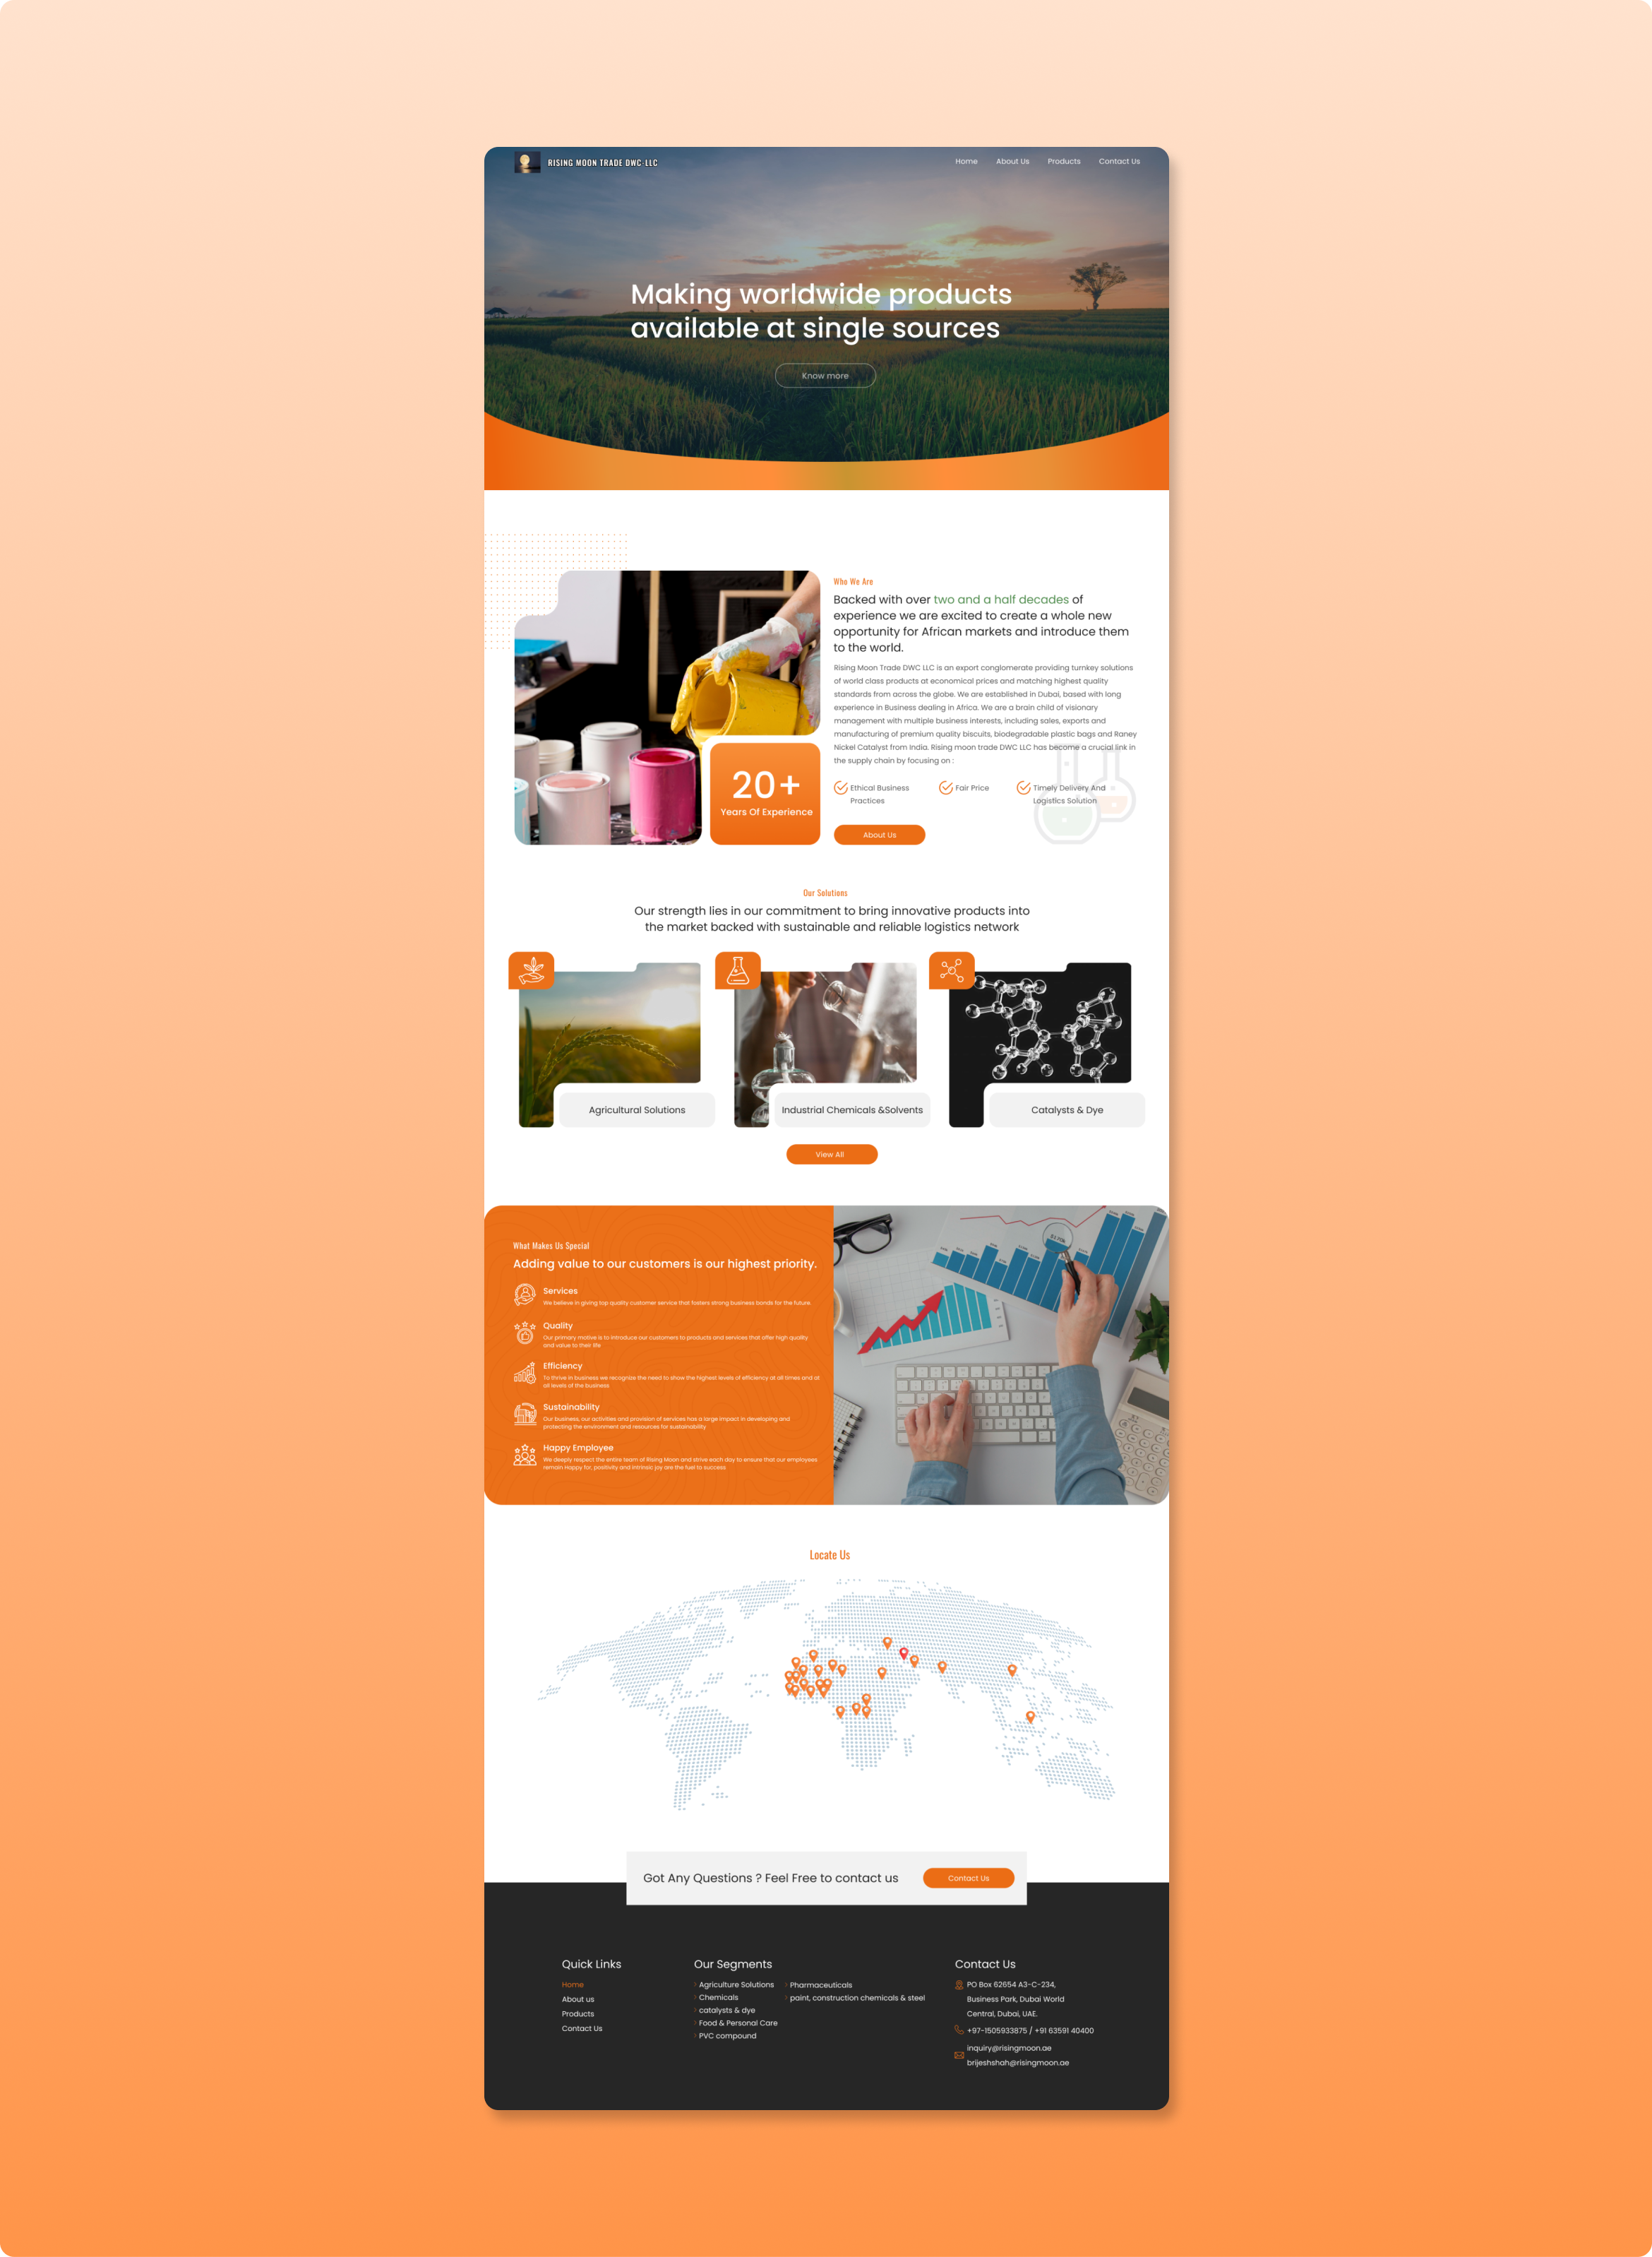 RISING MOON TRADE DWC-LLC
Home
About Us
Products
Contact Us
Making worldwide products
available at single sources
Know more
Who We Are
Backed with over two and a half decades of
experience we are excited to create a whole new
opportunity for African markets and introduce them
to the world.
Rising Moon Trade DWC LLC is an export conglomerate providing turnkey solutions
of world class products at economical prices and matching highest quality
standards from across the globe. We are established in Dubai, based with long
experience in Business dealing in Africa. We are a brain child of visionary
management with multiple business interests, including sales, exports and
manufacturing of premium quality biscuits, biodegradable plastic bags and Raney
Nickel Catalyst from India. Rising moon trade DWC LLC has become a crucial link in
the supply chain by focusing on :
20+
Years Of Experience
Ethical Business
Practices
Fair Price
Timely Delivery And
Logistics Solution
About Us
Our Solutions
Our strength lies in our commitment to bring innovative products into
the market backed with sustainable and reliable logistics network
Agricultural Solutions
Industrial Chemicals &Solvents
Catalysts & Dye
View All
What Makes Us Special
Adding value to our customers is our highest priority.
Services
We believe in giving top quality customer service that fosters strong business bonds for the future.
Quality
Our primary motive is to introduce our customers to products and services that offer high quality
and value to their life
Efficiency
To thrive in business we recognize the need to show the highest levels of efficiency at all times and at
all levels of the business
Sustainability
Our business, our activities and provision of services has a large impact in developing and
protecting the environment and resources for sustainability
Happy Employee
We deeply respect the entire team of Rising Moon and strive each day to ensure that our employees
remain Happy for, positivity and intrinsic joy are the fuel to success
Locate Us
Got Any Questions ? Feel Free to contact us
Contact Us
Quick Links
Home
About us
Products
Contact Us
Our Segments
Agriculture Solutions
Chemicals
catalysts & dye
Food & Personal Care
PVC compound
Pharmaceuticals
paint, construction chemicals & steel
Contact Us
PO Box 62654 A3-C-234,
Business Park, Dubai World
Central, Dubai, UAE.
+97-1505933875 / +91 63591 40400
inquiry@risingmoon.ae
brijeshshah@risingmoon.ae